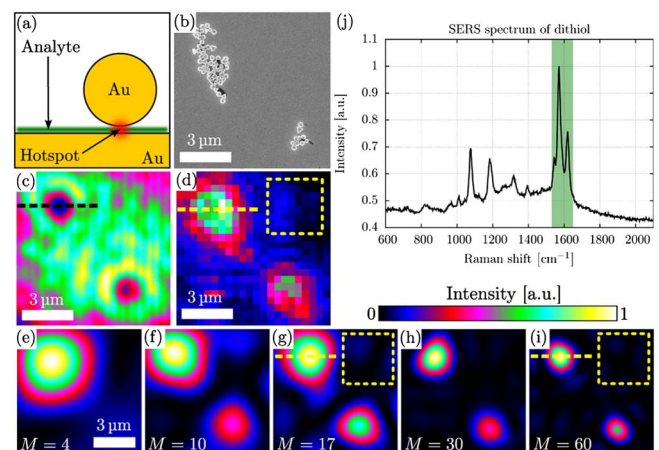 (a)
Analyte
Au
Hotspot
Au
(b)
3 μm
(j)
SERS spectrum of dithiol
Intensity [a.u.]
1.1
1
0.9
0.8
0.7
0.6
0.5
0.4
600 800 1000 1200 1400 1600 1800 2000
Raman shift [cm⁻¹]
(c)
3 μm
(d)
3 μm
Intensity [a.u.]
0
1
(e)
M = 4
3 μm
(f)
M = 10
(g)
M = 17
(h)
M = 30
(i)
M = 60